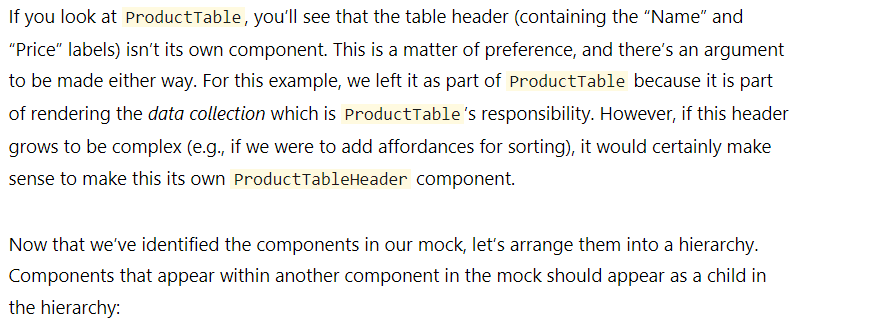 If you look at ProductTable, you’ll see that the table header (containing the “Name” and
“Price” labels) isn’t its own component. This is a matter of preference, and there’s an argument
to be made either way. For this example, we left it as part of ProductTable because it is part
of rendering the data collection which is ProductTable’s responsibility. However, if this header
grows to be complex (e.g., if we were to add affordances for sorting), it would certainly make
sense to make this its own ProductTableHeader component.
Now that we’ve identified the components in our mock, let’s arrange them into a hierarchy.
Components that appear within another component in the mock should appear as a child in
the hierarchy: